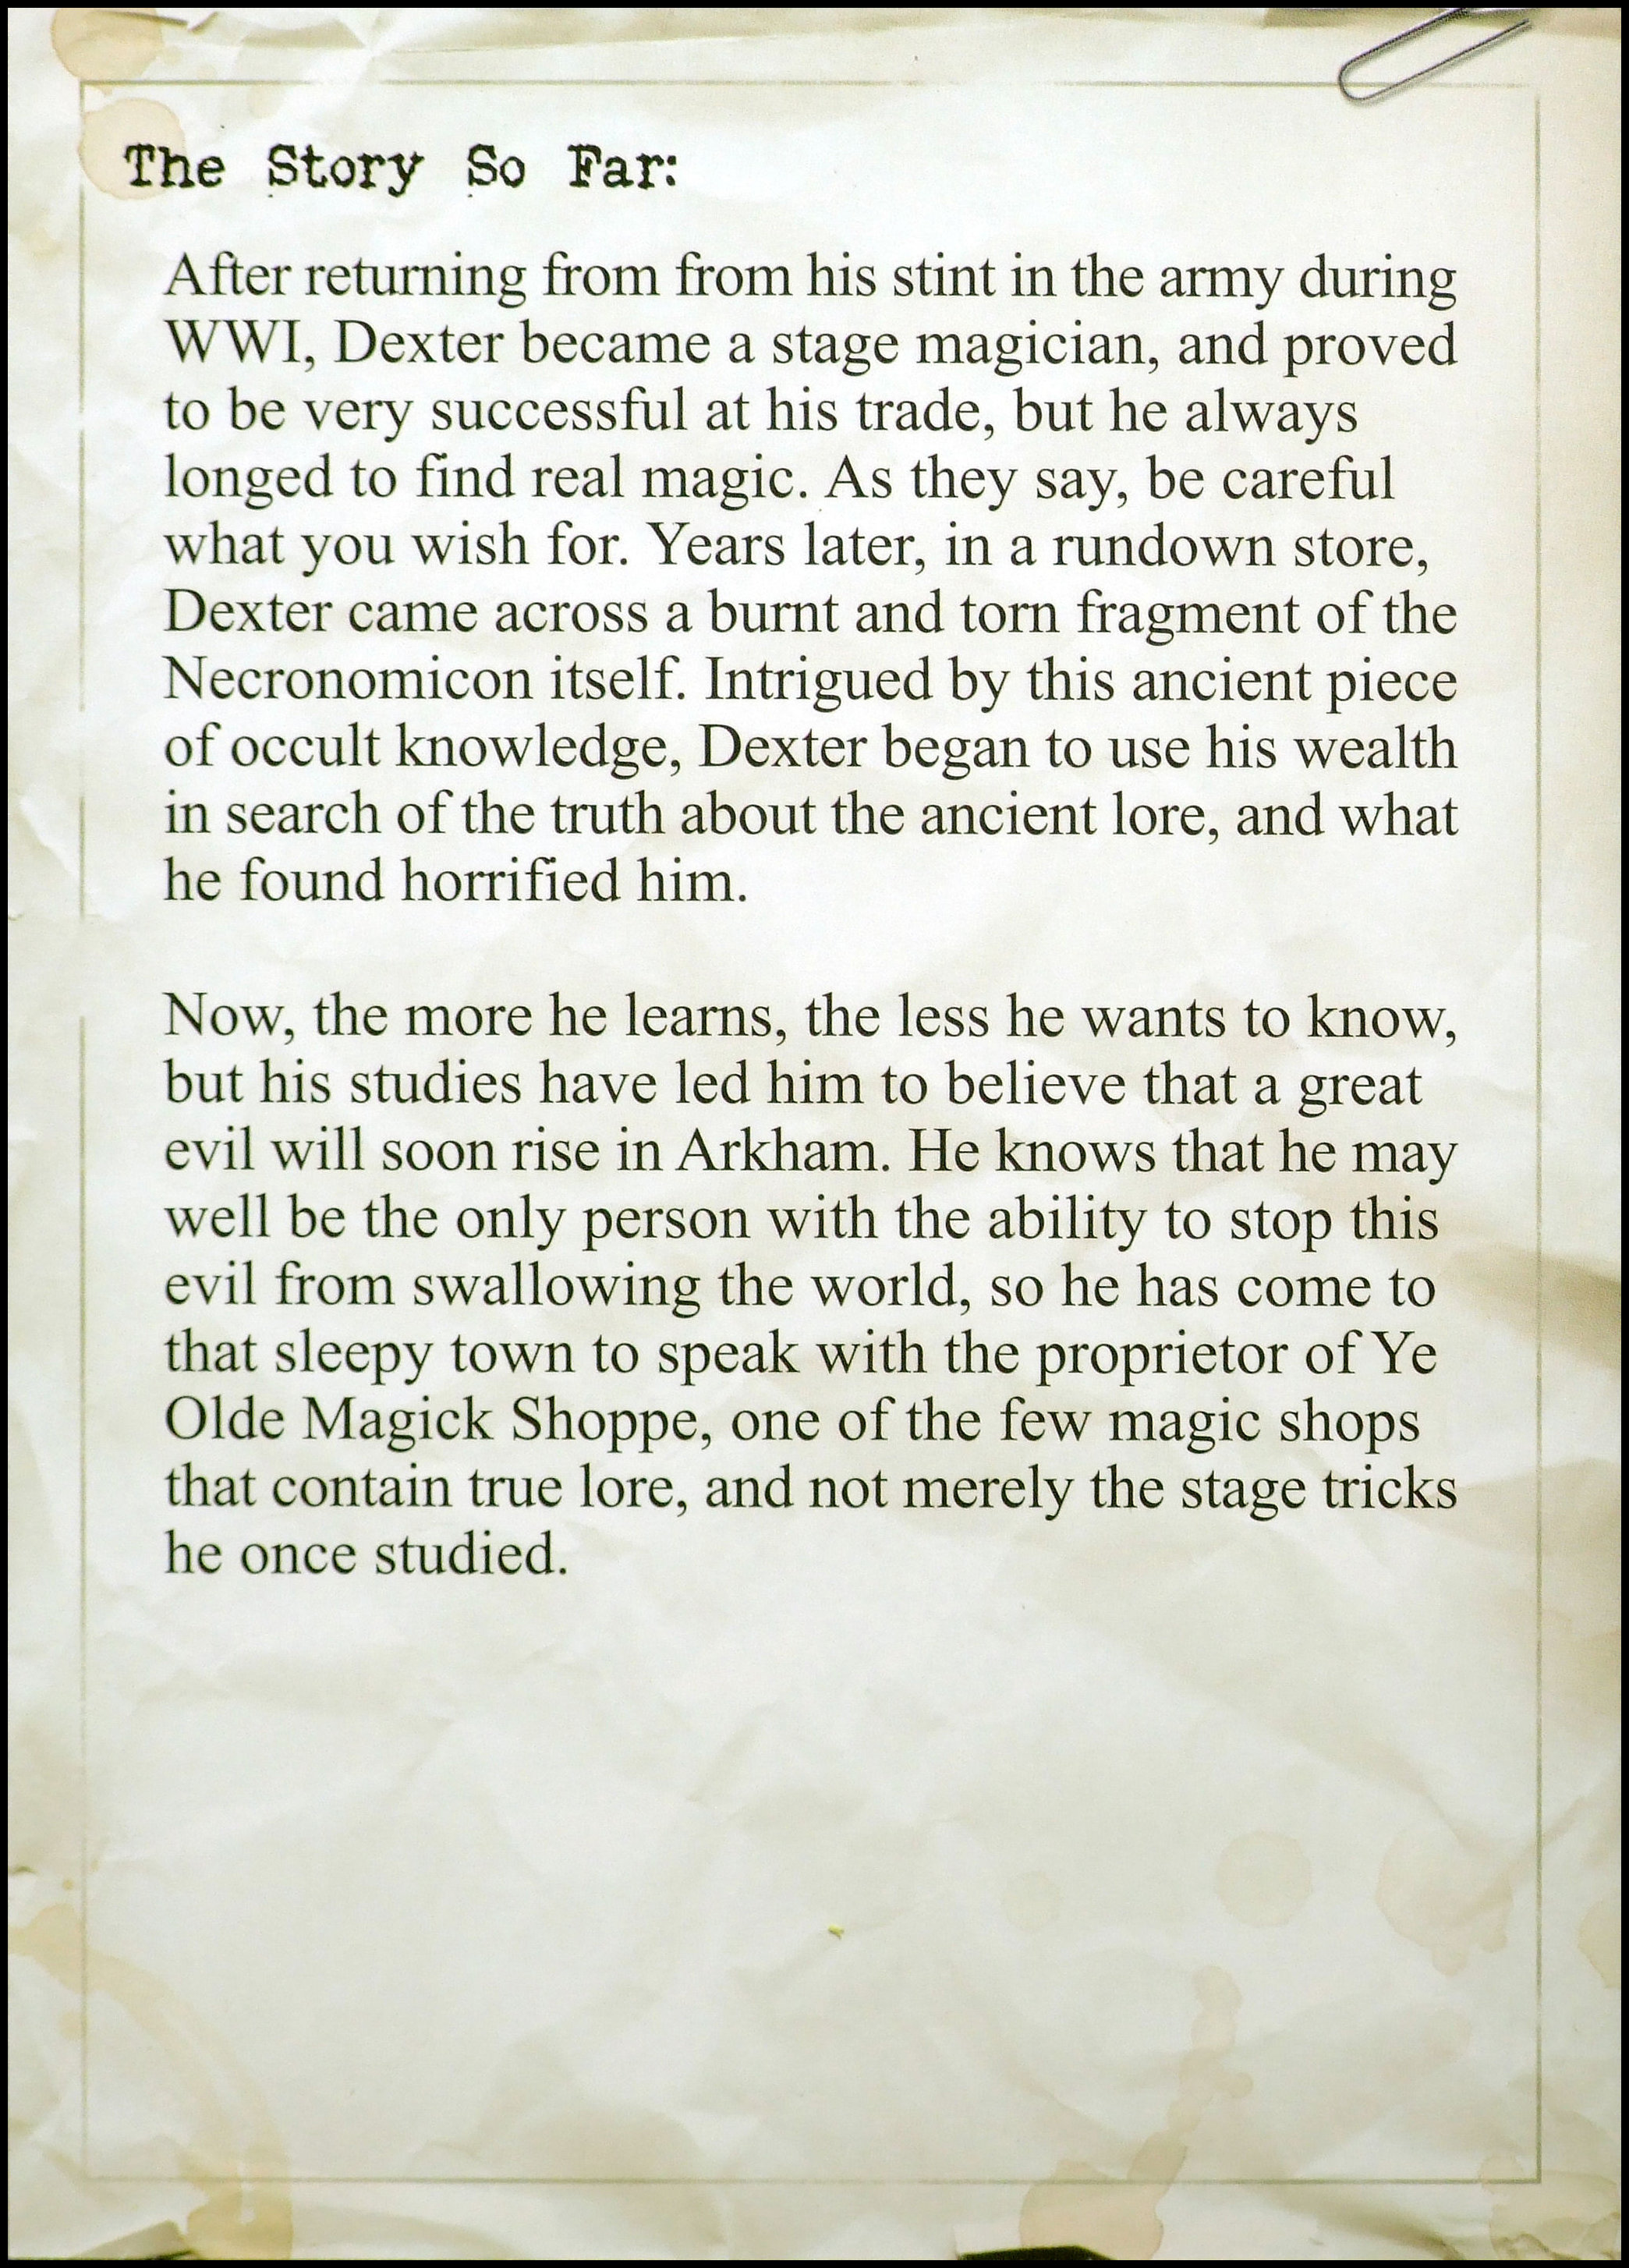 The Story So Far:
After returning from from his stint in the army during
WWI, Dexter became a stage magician, and proved
to be very successful at his trade, but he always
longed to find real magic. As they say, be careful
what you wish for. Years later, in a rundown store,
Dexter came across a burnt and torn fragment of the
Necronomicon itself. Intrigued by this ancient piece
of occult knowledge, Dexter began to use his wealth
in search of the truth about the ancient lore, and what
he found horrified him.
Now, the more he learns, the less he wants to know,
but his studies have led him to believe that a great
evil will soon rise in Arkham. He knows that he may
well be the only person with the ability to stop this
evil from swallowing the world, so he has come to
that sleepy town to speak with the proprietor of Ye
Olde Magick Shoppe, one of the few magic shops
that contain true lore, and not merely the stage tricks
he once studied.